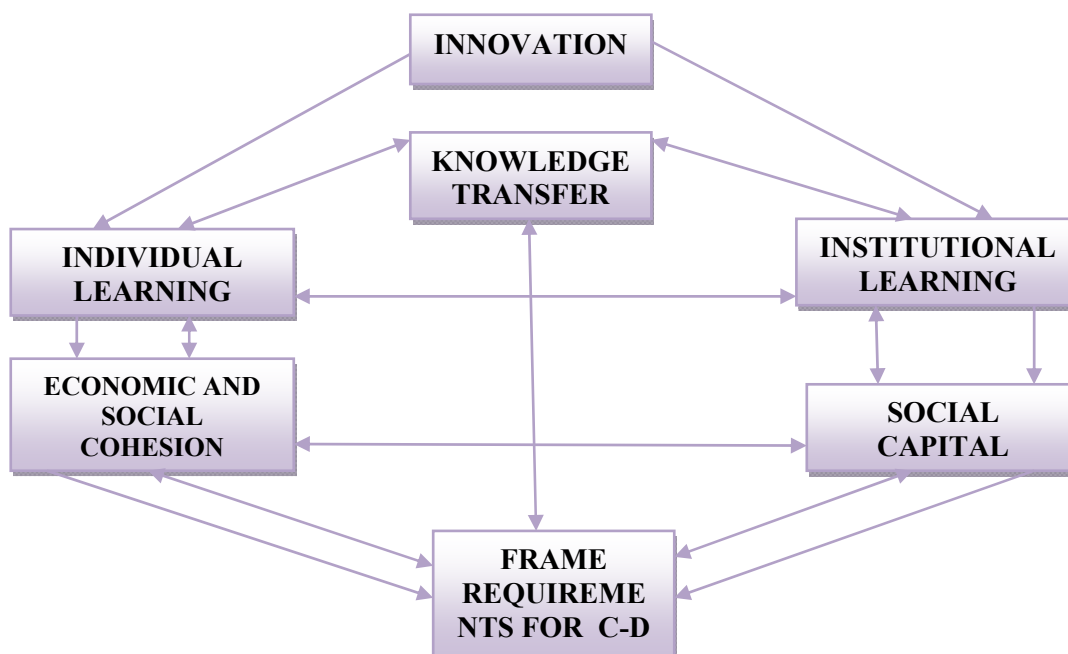 INNOVATION
KNOWLEDGE
TRANSFER
INDIVIDUAL
LEARNING
INSTITUTIONAL
LEARNING
ECONOMIC AND
SOCIAL
COHESION
SOCIAL
CAPITAL
FRAME
REQUIREME
NTS FOR C-D